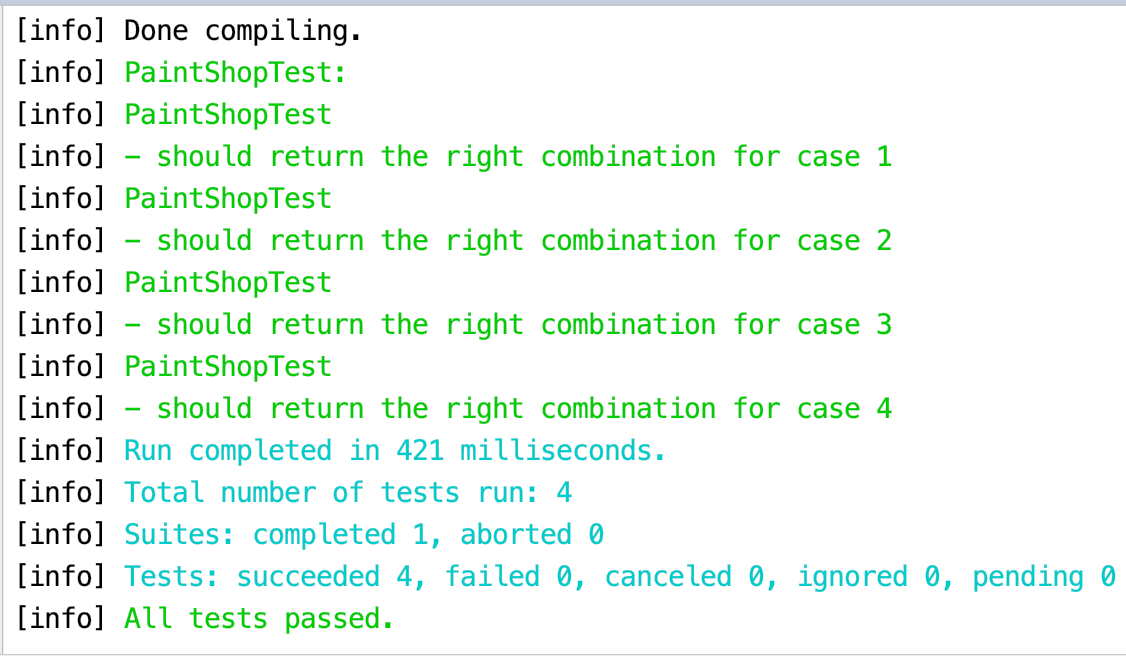 [info] Done compiling.
[info] PaintShopTest:
[info] PaintShopTest
[info] - should return the right combination for case 1
[info] PaintShopTest
[info] - should return the right combination for case 2
[info] PaintShopTest
[info] - should return the right combination for case 3
[info] PaintShopTest
[info] - should return the right combination for case 4
[info] Run completed in 421 milliseconds.
[info] Total number of tests run: 4
[info] Suites: completed 1, aborted 0
[info] Tests: succeeded 4, failed 0, canceled 0, ignored 0, pending 0
[info] All tests passed.